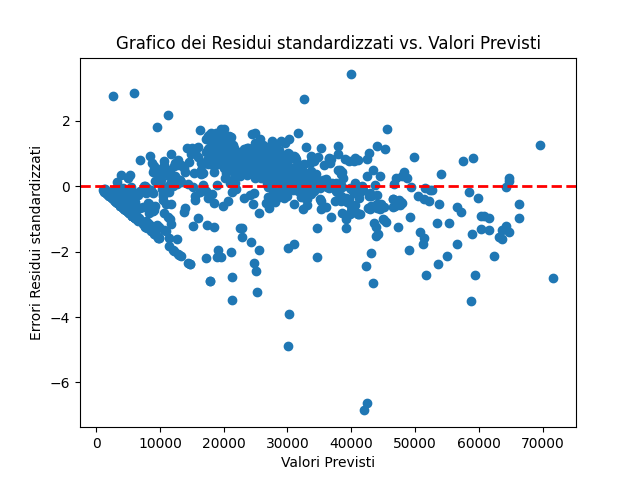 Grafico dei Residui standardizzati vs. Valori Previsti
Errori Residui standardizzati
2
0
−2
−4
−6
0 10000 20000 30000 40000 50000 60000 70000
Valori Previsti